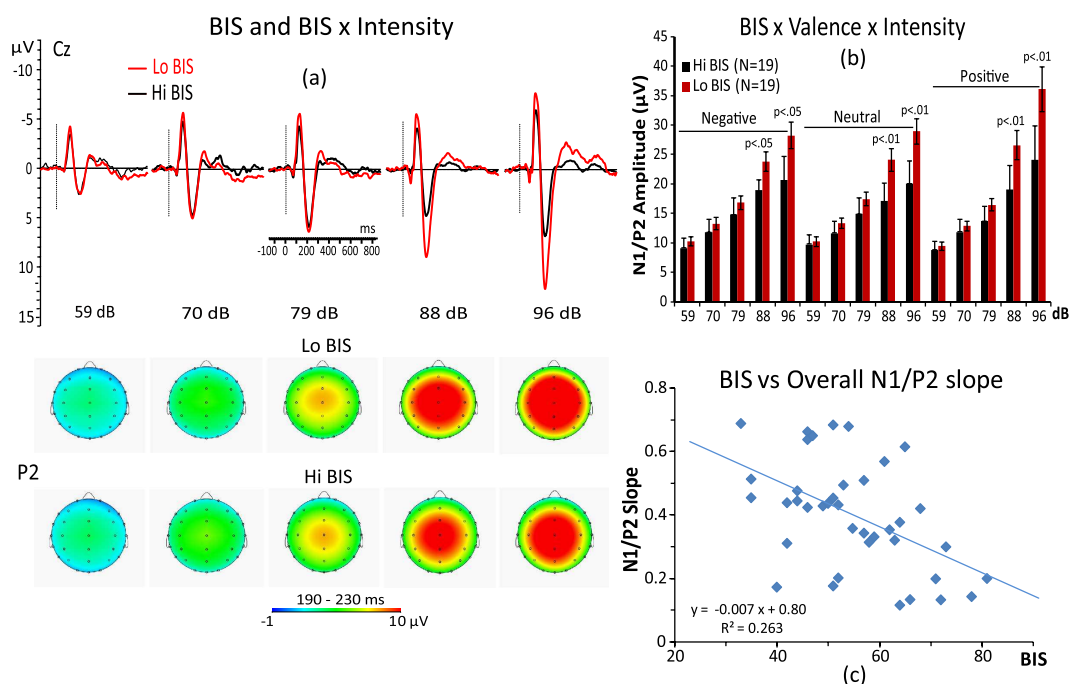 BIS and BIS x Intensity
µV
Cz
Lo BIS
Hi BIS
(a)
-10
-5
0
5
10
15
ms
-100 0 200 400 600 800
59 dB 70 dB 79 dB 88 dB 96 dB
BIS x Valence x Intensity
(b)
Hi BIS (N=19)
Lo BIS (N=19)
N1/P2 Amplitude (µV)
45
40
35
30
25
20
15
10
5
0
Negative
Neutral
Positive
p<.05
p<.05
p<.01
p<.01
p<.01
p<.01
59 70 79 88 96 59 70 79 88 96 59 70 79 88 96 dB
Lo BIS
P2
Hi BIS
190 - 230 ms
-1 10 µV
BIS vs Overall N1/P2 slope
N1/P2 Slope
0.8
0.6
0.4
0.2
0
y = -0.007 x + 0.80
R² = 0.263
20 40 60 80 BIS
(c)